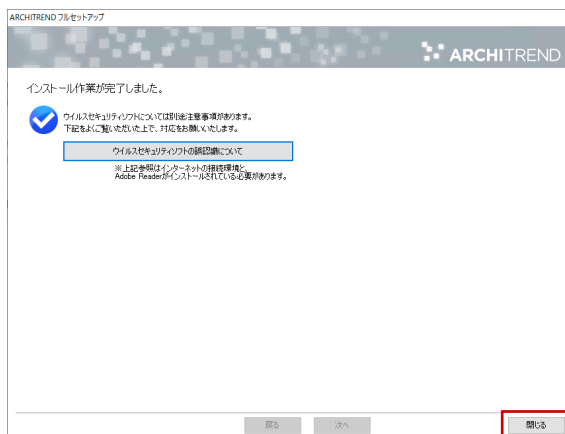 ARCHITREND フルセットアップ
ARCHITREND
インストール作業が完了しました。
ウイルスセキュリティソフトについては別途注意事項があります。
下記をよくご覧いただいた上で、対応をお願いいたします。
ウイルスセキュリティソフトの誤認識について
※上記参照はインターネットの接続環境と、
Adobe Readerがインストールされている必要があります。
戻る
次へ
閉じる